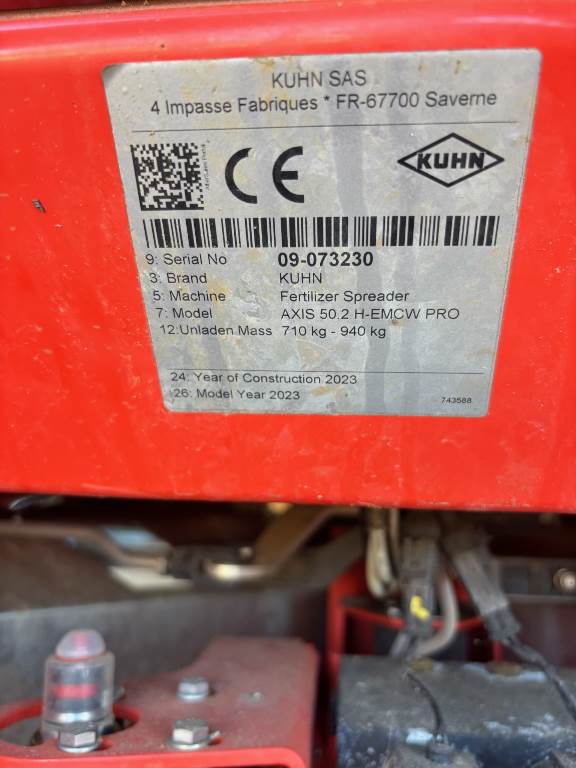 KUHN SAS
4 Impasse Fabriques * FR-67700 Saverne
CE
KUHN
9: Serial No 09-073230
3: Brand KUHN
5: Machine Fertilizer Spreader
7: Model AXIS 50.2 H-EMCW PRO
12:Unladen Mass 710 kg - 940 kg
24: Year of Construction 2023
26: Model Year 2023
743588